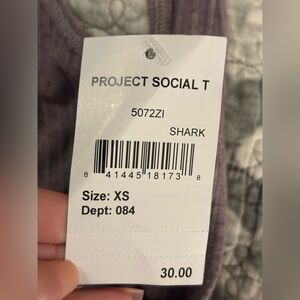 PROJECT SOCIAL T
5072ZI
SHARK
8 41445 18173 8
Size: XS
Dept: 084
30.00